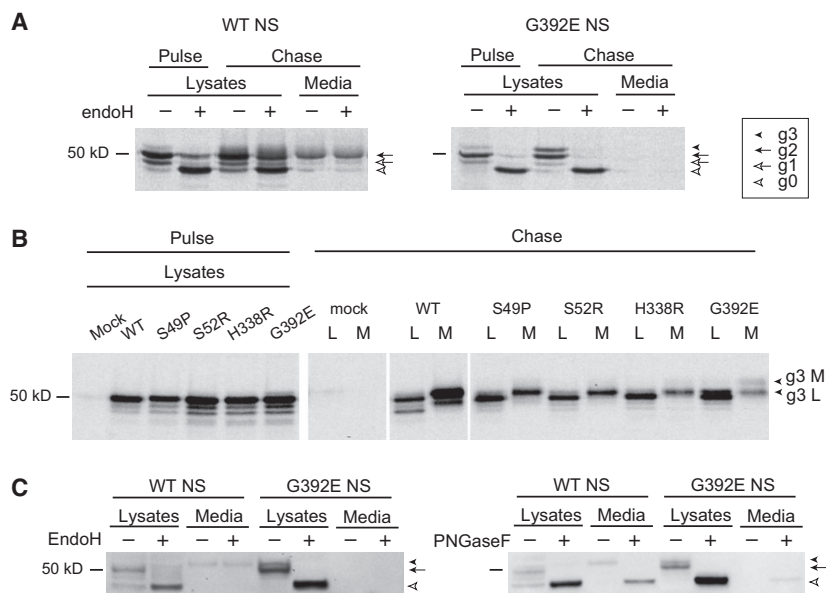 A
WT NS
G392E NS
Pulse Chase
Pulse Chase
Lysates Media
Lysates Media
endoH − + − + − +
− + − + − +
50 kD
g3
g2
g1
g0
B
Pulse
Chase
Lysates
Mock WT S49P S52R H338R G392E
mock WT S49P S52R H338R G392E
L M L M L M L M L M L M
50 kD
g3 M
g3 L
C
WT NS G392E NS
WT NS G392E NS
Lysates Media Lysates Media
Lysates Media Lysates Media
EndoH − + − + − + − +
PNGaseF − + − + − + − +
50 kD